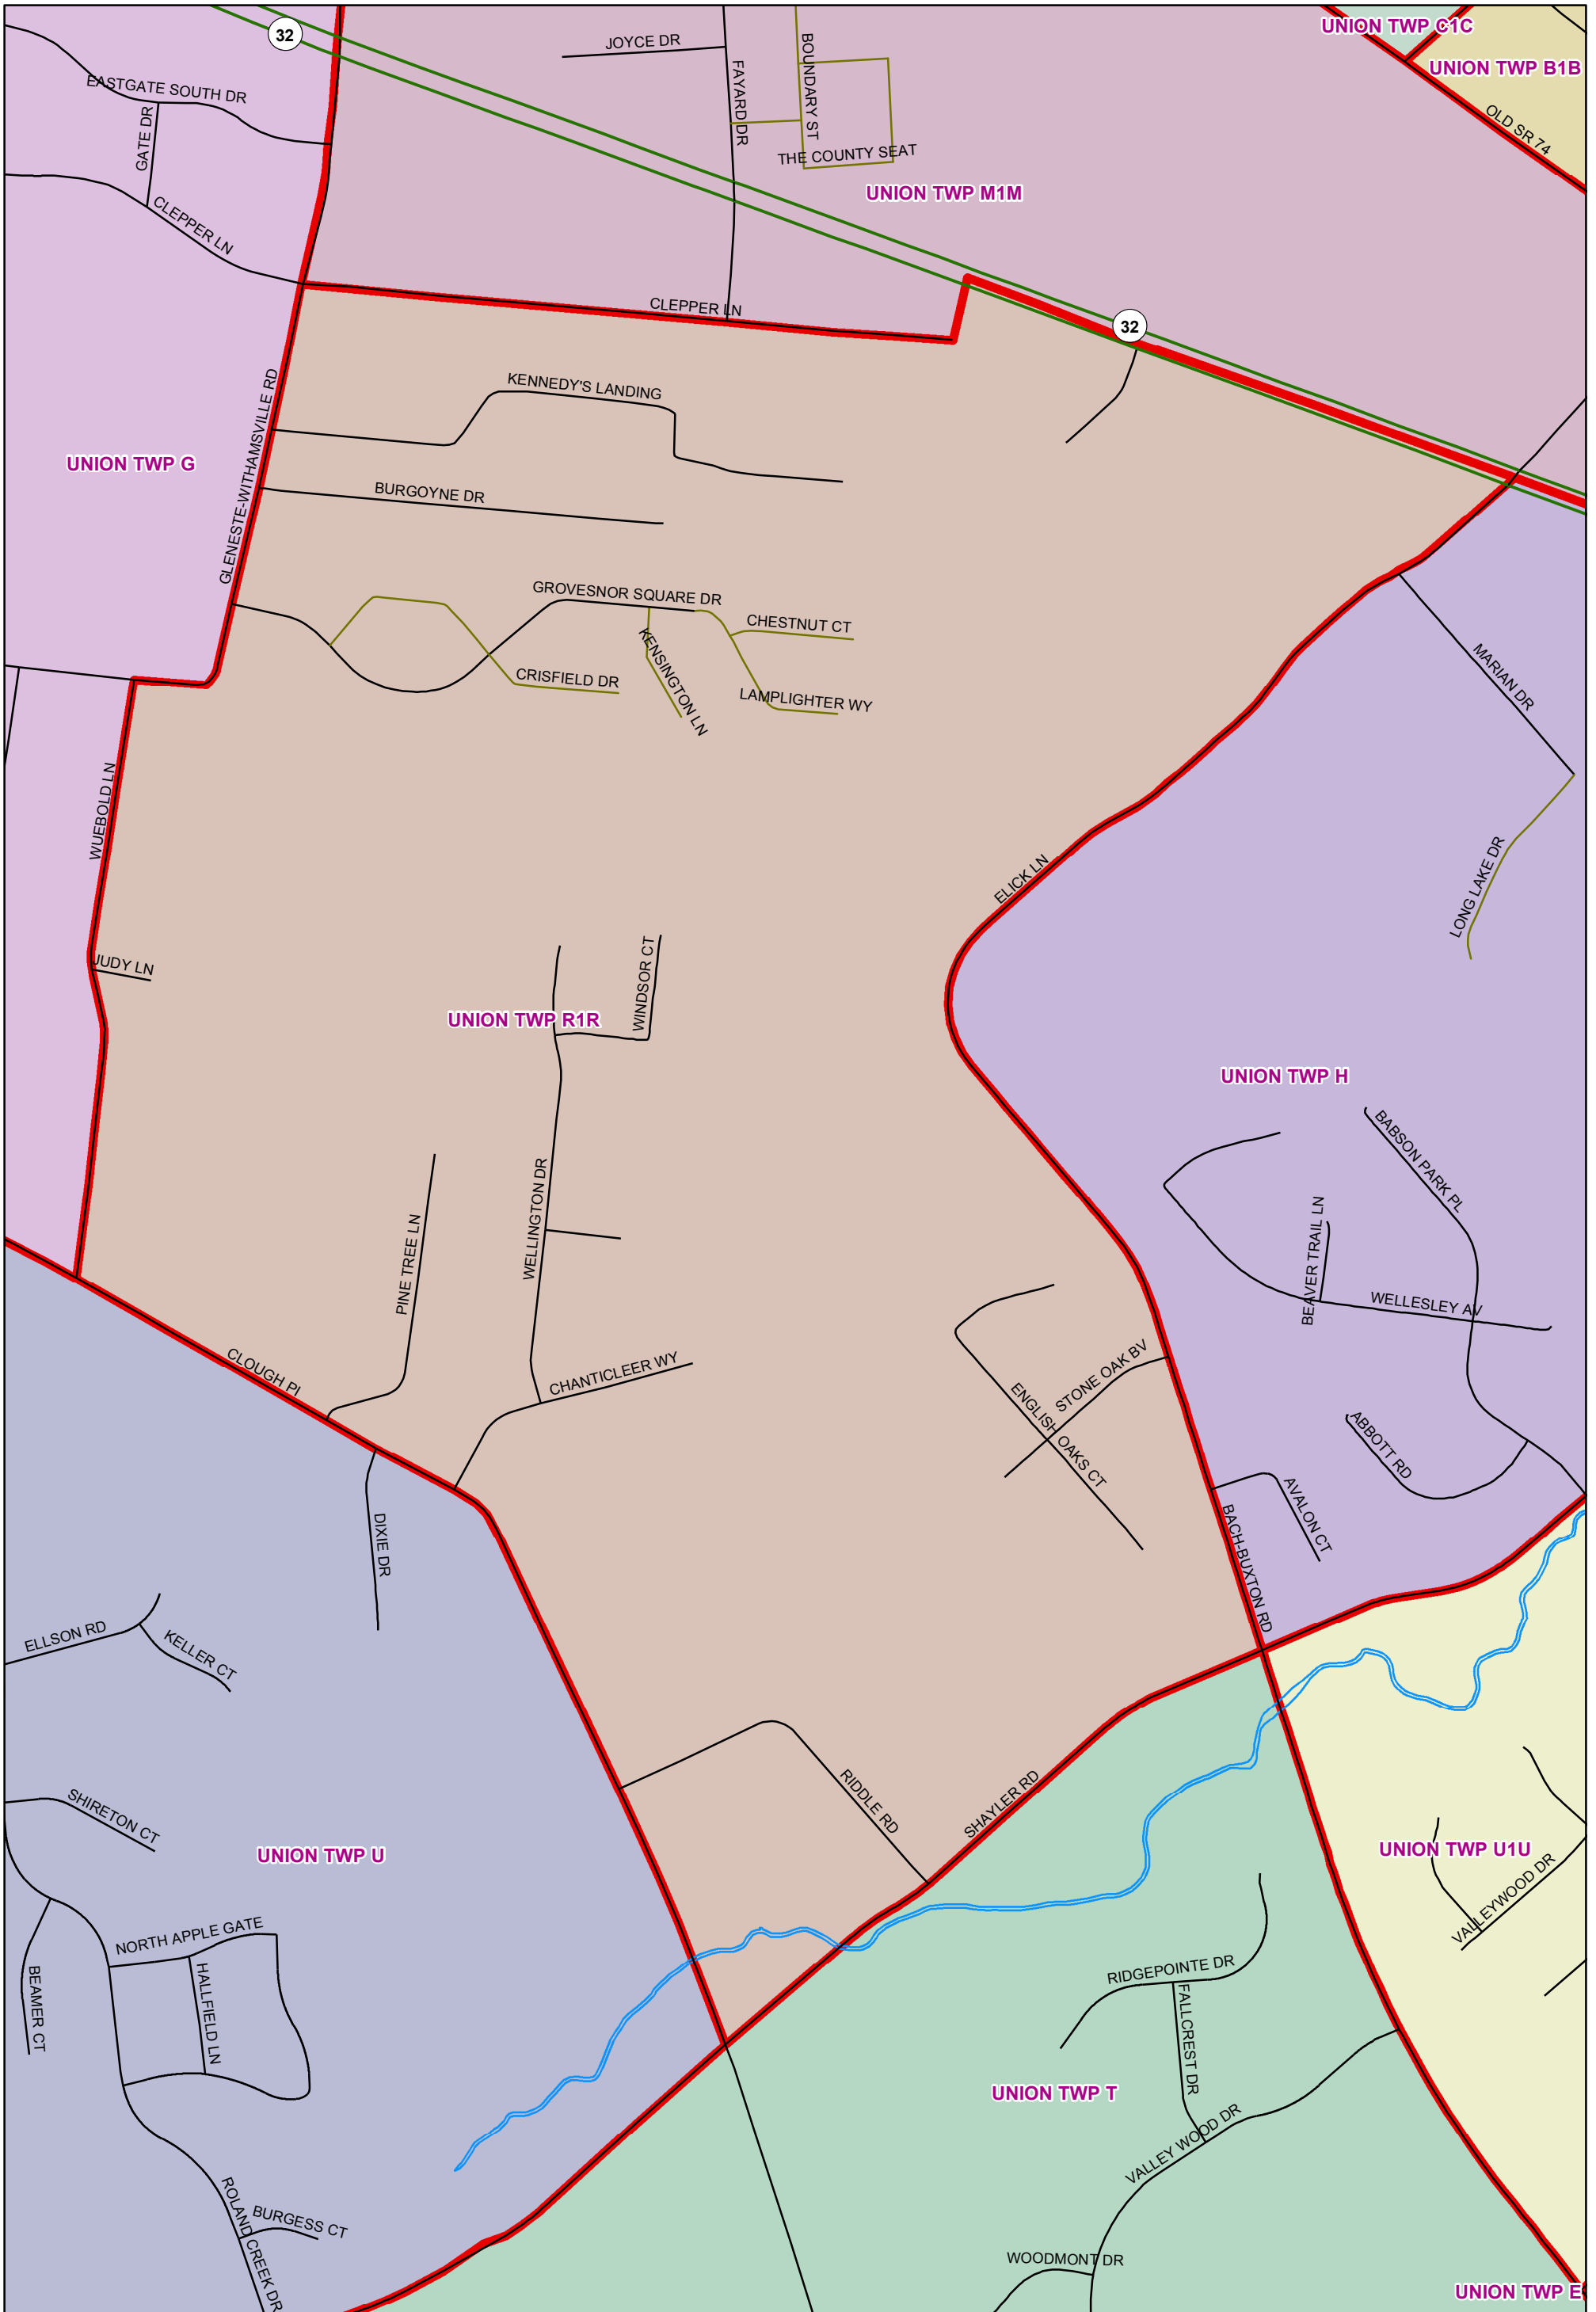 32
UNION TWP C1C
JOYCE DR
BOUNDARY ST
UNION TWP B1B
EASTGATE SOUTH DR
FAYARD DR
GATE DR
OLD SR 74
THE COUNTY SEAT
UNION TWP M1M
CLEPPER LN
CLEPPER LN
32
KENNEDY'S LANDING
GLENESTE-WITHAMSVILLE RD
UNION TWP G
BURGOYNE DR
GROVESNOR SQUARE DR
CHESTNUT CT
KENSINGTON LN
MARIAN DR
CRISFIELD DR
LAMPLIGHTER WY
WUEBOLD LN
ELICK LN
LONG LAKE DR
JUDY LN
WINDSOR CT
UNION TWP R1R
UNION TWP H
BABSON PARK PL
WELLINGTON DR
PINE TREE LN
BEAVER TRAIL LN
WELLESLEY AV
CLOUGH PI
CHANTICLEER WY
STONE OAK BV
ENGLISH OAKS CT
ABBOTT RD
AVALON CT
DIXIE DR
BACH-BUXTON RD
ELLSON RD
KELLER CT
RIDDLE RD
SHAYLER RD
SHIRETON CT
UNION TWP U
UNION TWP U1U
VALLEYWOOD DR
NORTH APPLE GATE
BEAMER CT
HALLFIELD LN
RIDGEPOINTE DR
FALLCREST DR
UNION TWP T
VALLEY WOOD DR
ROLAND CREEK DR
BURGESS CT
WOODMONT DR
UNION TWP E